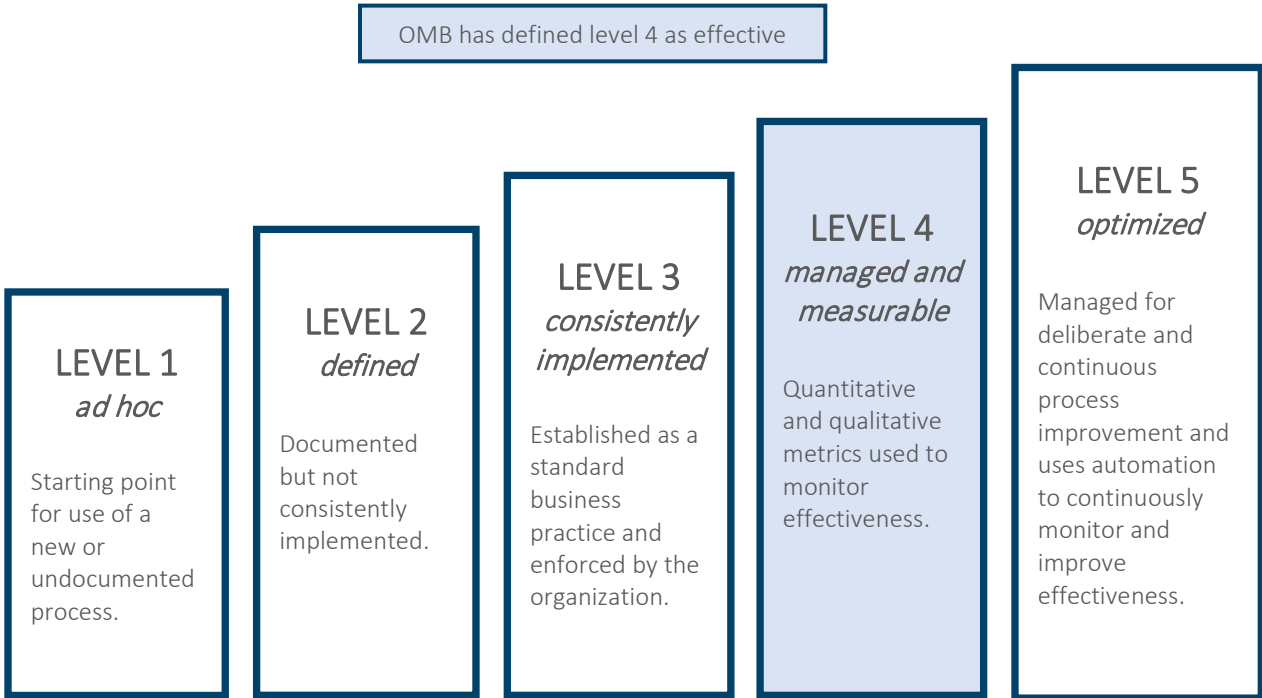 OMB has defined level 4 as effective
LEVEL 1
ad hoc
Starting point
for use of a
new or
undocumented
process.
LEVEL 2
defined
Documented
but not
consistently
implemented.
LEVEL 3
consistently
implemented
Established as a
standard
business
practice and
enforced by the
organization.
LEVEL 4
managed and
measurable
Quantitative
and qualitative
metrics used to
monitor
effectiveness.
LEVEL 5
optimized
Managed for
deliberate and
continuous
process
improvement and
uses automation
to continuously
monitor and
improve
effectiveness.